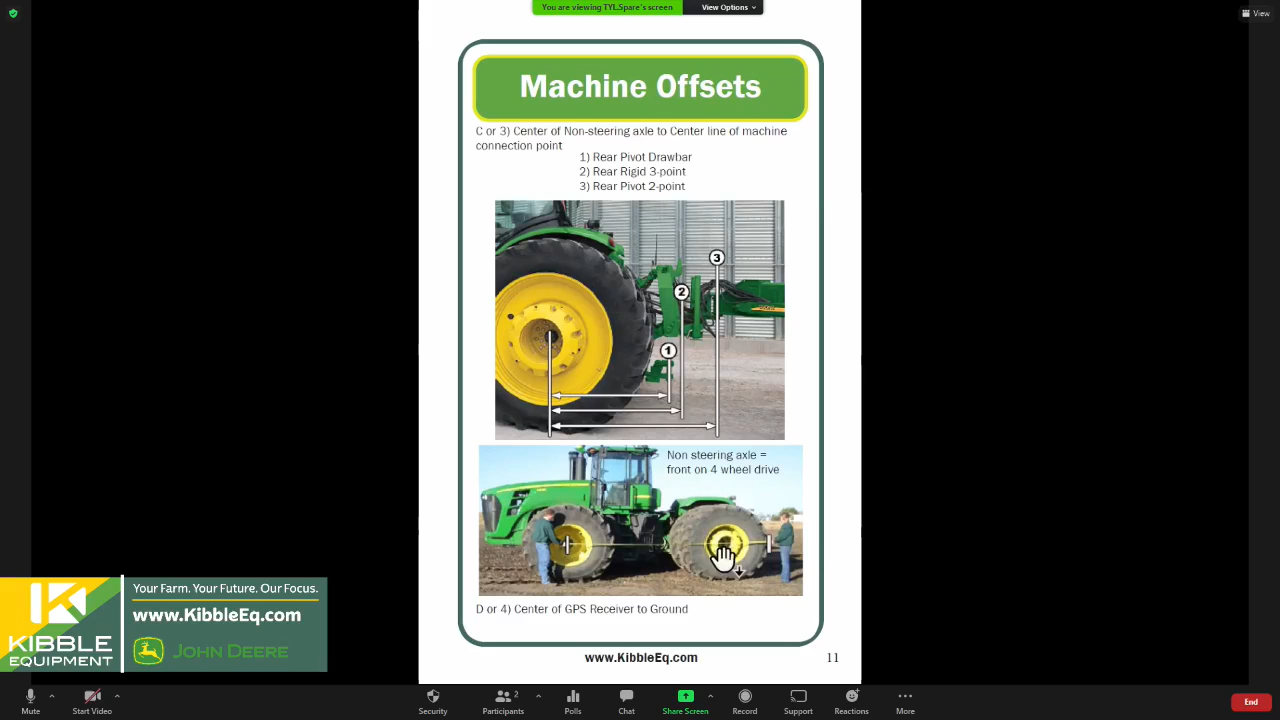 You are viewing TYL.Spare's screen
View Options
View
Machine Offsets
C or 3) Center of Non-steering axle to Center line of machine
connection point
1) Rear Pivot Drawbar
2) Rear Rigid 3-point
3) Rear Pivot 2-point
3
2
1
Non steering axle =
front on 4 wheel drive
D or 4) Center of GPS Receiver to Ground
www.KibbleEq.com
11
Your Farm. Your Future. Our Focus.
www.KibbleEq.com
KIBBLE
EQUIPMENT
JOHN DEERE
Mute
Start Video
Security
Participants
2
Polls
Chat
Share Screen
Record
Support
Reactions
More
End